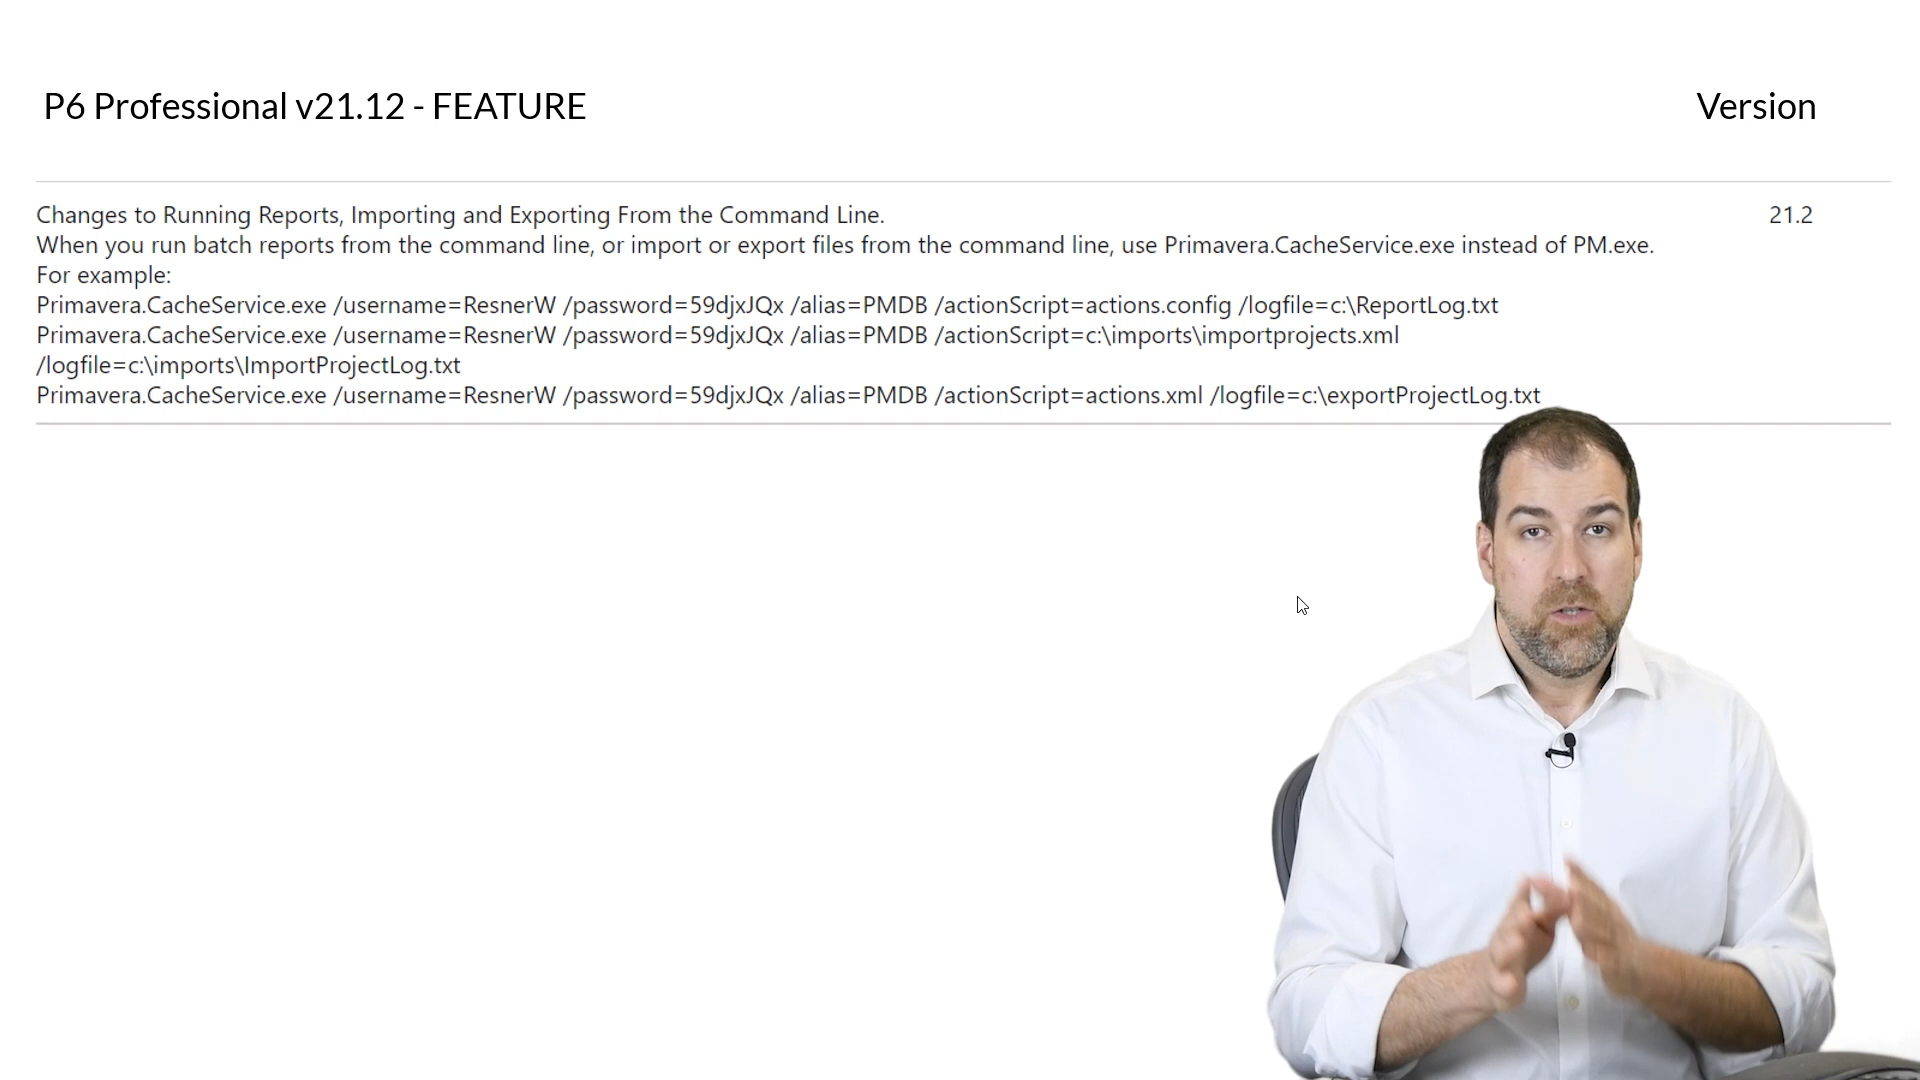 P6 Professional v21.12 - FEATURE
Version
Changes to Running Reports, Importing and Exporting From the Command Line.
21.2
When you run batch reports from the command line, or import or export files from the command line, use Primavera.CacheService.exe instead of PM.exe.
For example:
Primavera.CacheService.exe /username=ResnerW /password=59djxJQx /alias=PMDB /actionScript=actions.config /logfile=c:\ReportLog.txt
Primavera.CacheService.exe /username=ResnerW /password=59djxJQx /alias=PMDB /actionScript=c:\imports\importprojects.xml
/logfile=c:\imports\ImportProjectLog.txt
Primavera.CacheService.exe /username=ResnerW /password=59djxJQx /alias=PMDB /actionScript=actions.xml /logfile=c:\exportProjectLog.txt